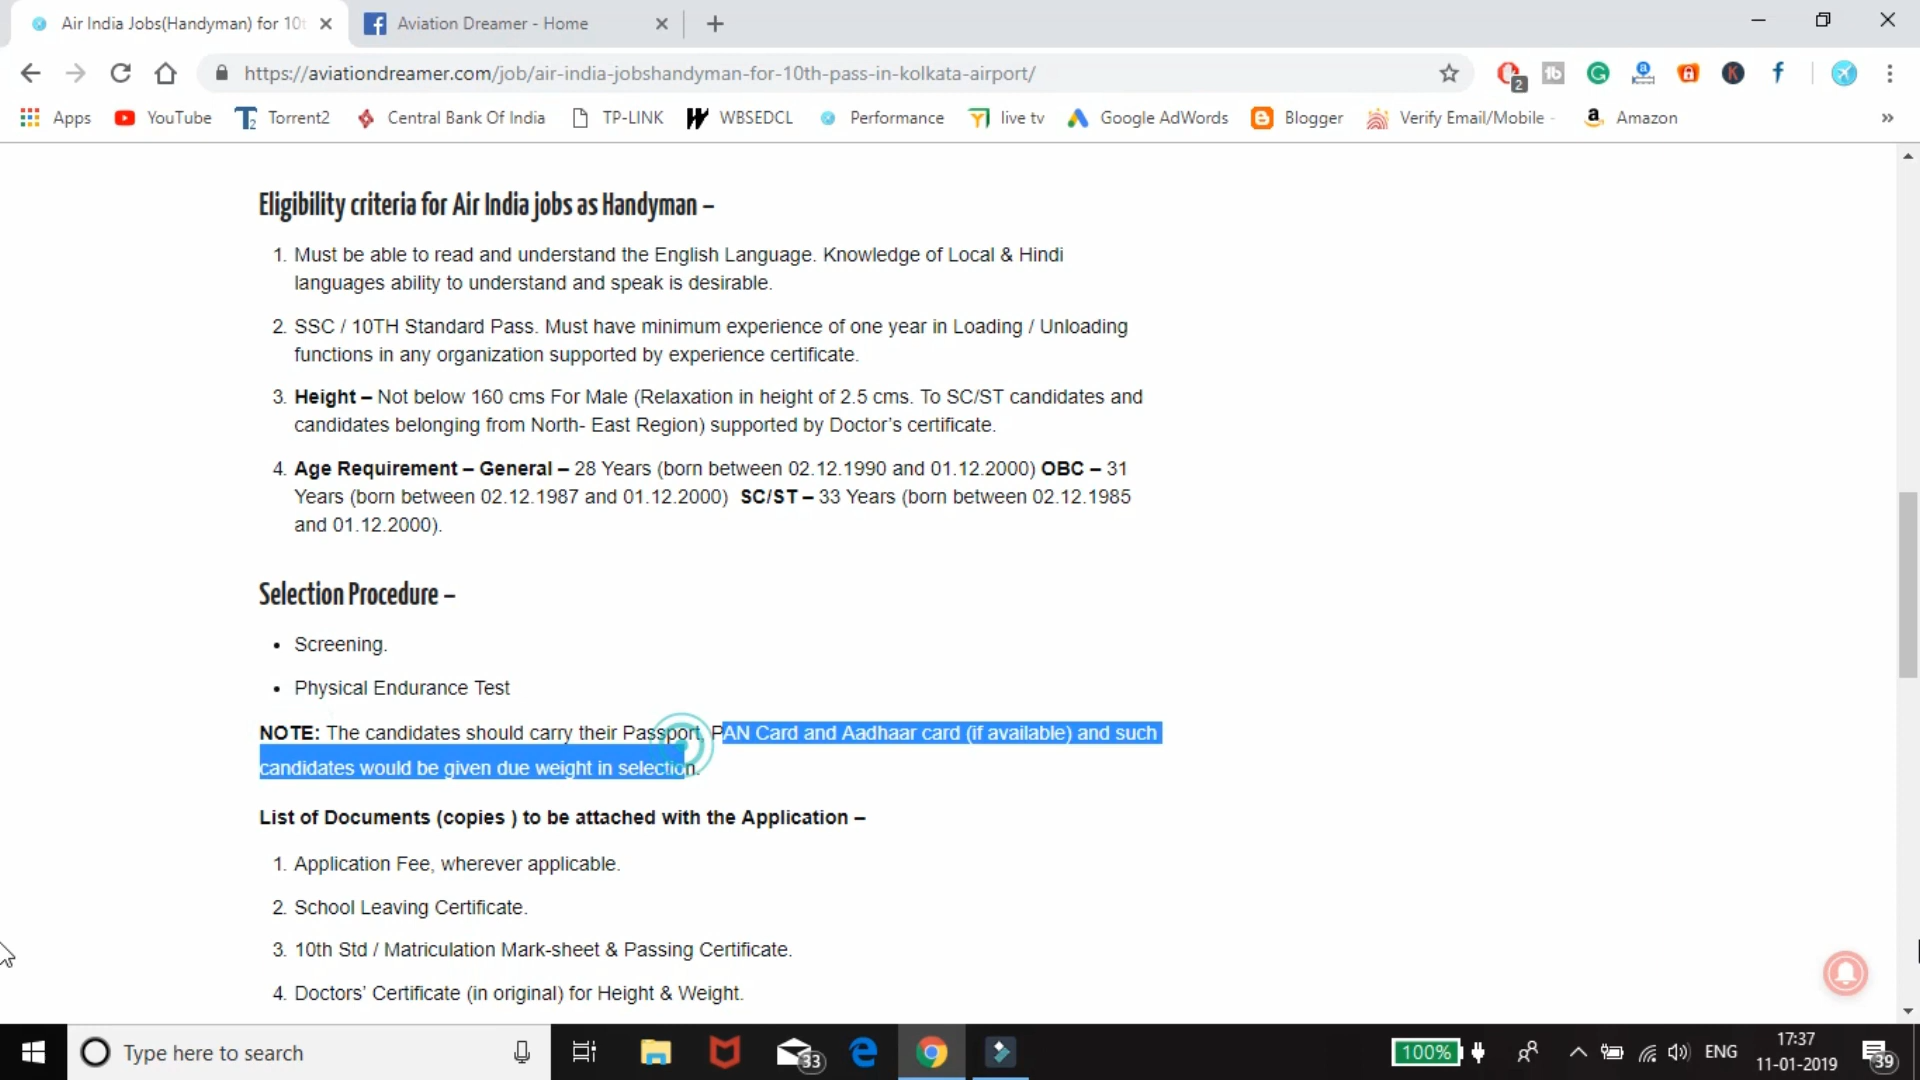 Air India Jobs(Handyman) for 10t
Aviation Dreamer - Home
https://aviationdreamer.com/job/air-india-jobshandyman-for-10th-pass-in-kolkata-airport/
2
Apps YouTube Torrent2 Central Bank Of India TP-LINK WBSEDCL Performance live tv Google AdWords Blogger Verify Email/Mobile - Amazon »
Eligibility criteria for Air India jobs as Handyman –
1. Must be able to read and understand the English Language. Knowledge of Local & Hindi
languages ability to understand and speak is desirable.
2. SSC / 10TH Standard Pass. Must have minimum experience of one year in Loading / Unloading
functions in any organization supported by experience certificate.
3. Height – Not below 160 cms For Male (Relaxation in height of 2.5 cms. To SC/ST candidates and
candidates belonging from North- East Region) supported by Doctor’s certificate.
4. Age Requirement – General – 28 Years (born between 02.12.1990 and 01.12.2000) OBC – 31
Years (born between 02.12.1987 and 01.12.2000) SC/ST – 33 Years (born between 02.12.1985
and 01.12.2000).
Selection Procedure –
• Screening.
• Physical Endurance Test
NOTE: The candidates should carry their Passport, PAN Card and Aadhaar card (if available) and such
candidates would be given due weight in selection.
List of Documents (copies ) to be attached with the Application –
1. Application Fee, wherever applicable.
2. School Leaving Certificate.
3. 10th Std / Matriculation Mark-sheet & Passing Certificate.
4. Doctors’ Certificate (in original) for Height & Weight.
Type here to search
33
100%
ENG
17:37
11-01-2019
39